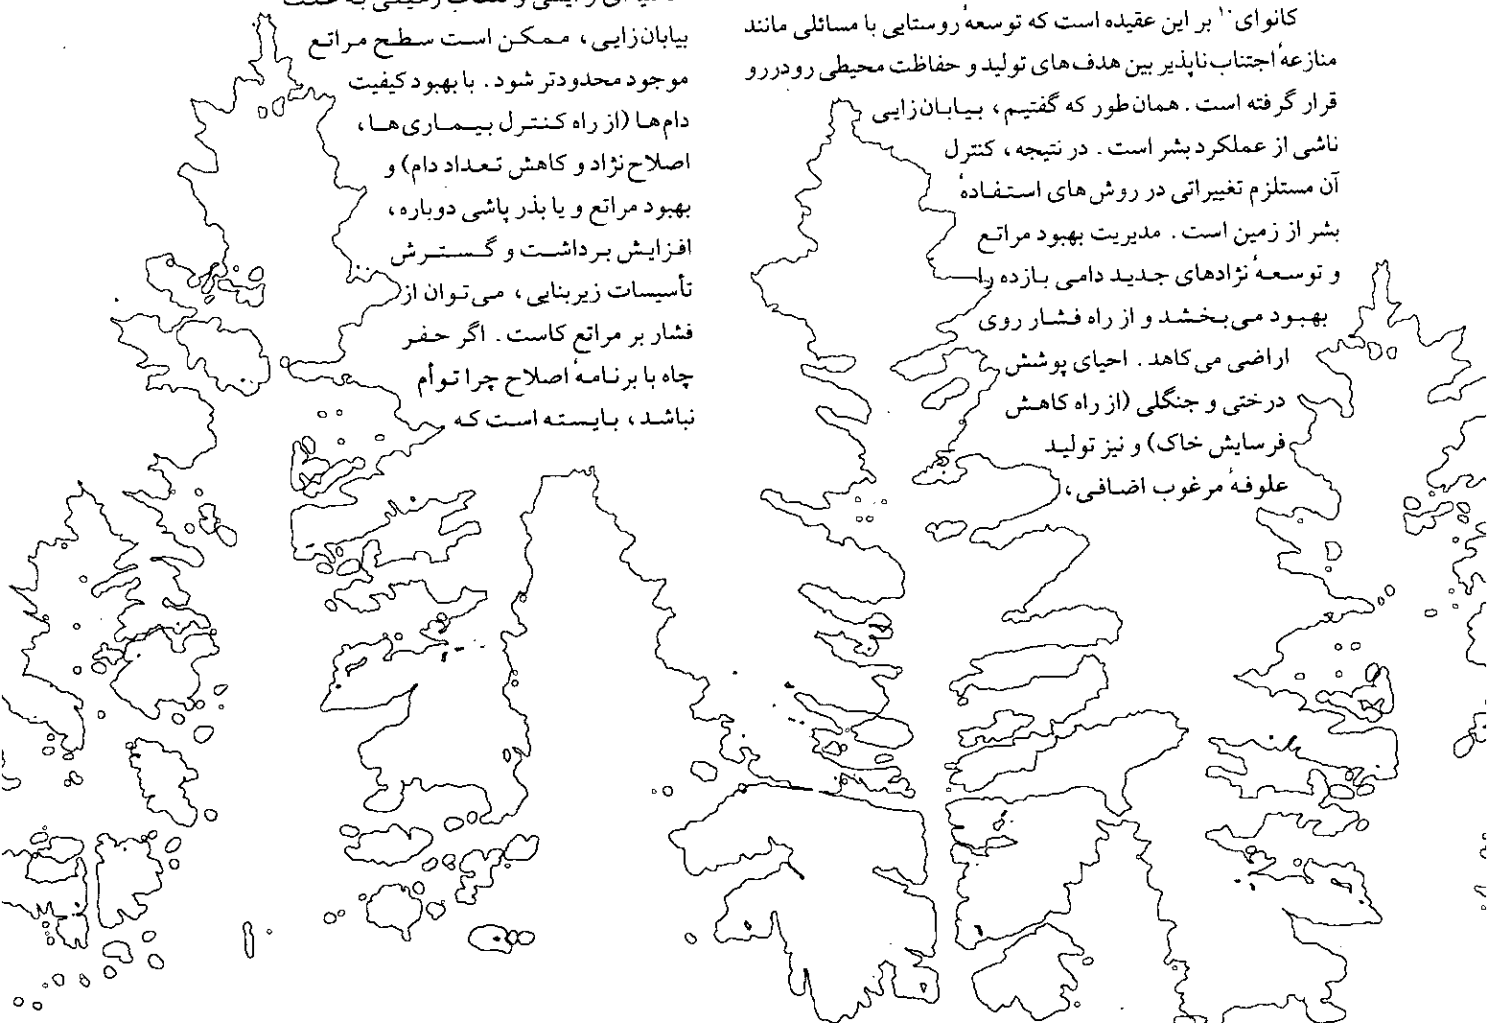 کانوای۱۰ بر این عقیده است که توسعهٔ روستایی با مسائلی مانند
منازعهٔ اجتناب‌ناپذیر بین هدف‌های تولید و حفاظت محیطی رودررو
قرار گرفته است. همان‌طور که گفتیم، بیابان‌زایی
ناشی از عملکرد بشر است. در نتیجه، کنترل
آن مستلزم تغییراتی در روش‌های استفادهٔ
بشر از زمین است. مدیریت بهبود مراتع
و توسعهٔ نژادهای جدید دامی بازده را
بهبود می‌بخشد و از راه فشار روی
اراضی می‌کاهد. احیای پوشش
درختی و جنگلی (از راه کاهش
فرسایش خاک) و نیز تولید
علوفهٔ مرغوب اضافی،
بیابان‌زایی، ممکن است سطح مراتع
موجود محدودتر شود. با بهبود کیفیت
دام‌ها (از راه کنترل بیماری‌ها،
اصلاح نژاد و کاهش تعداد دام) و
بهبود مراتع و یا بذر پاشی دوباره،
افزایش برداشت و گسترش
تأسیسات زیربنایی، می‌توان از
فشار بر مراتع کاست. اگر حفر
چاه با برنامهٔ اصلاح چرا توأم
نباشد، بایسته است که